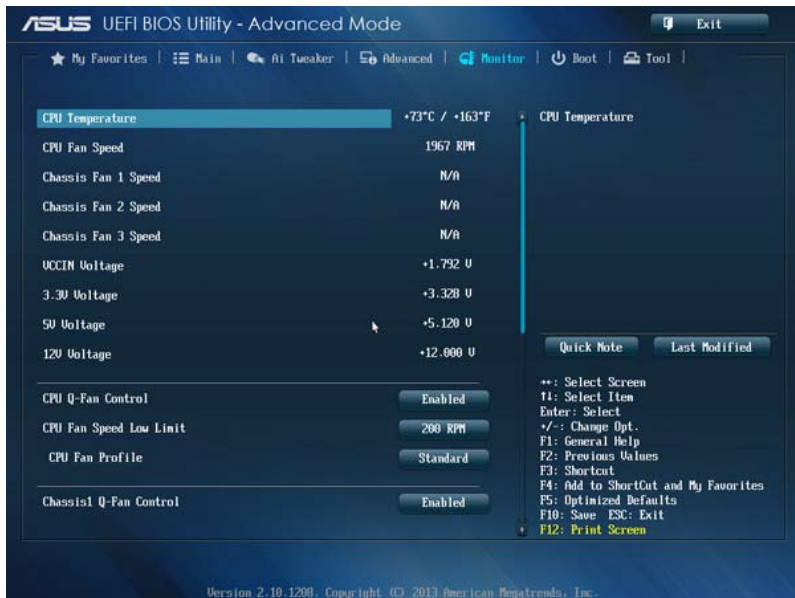 ASUS UEFI BIOS Utility - Advanced Mode
Exit
My Favorites | Main | Ai Tweaker | Advanced | Monitor | Boot | Tool |
CPU Temperature +73°C / +163°F
CPU Fan Speed 1967 RPM
Chassis Fan 1 Speed N/A
Chassis Fan 2 Speed N/A
Chassis Fan 3 Speed N/A
VCCIN Voltage +1.792 V
3.3V Voltage +3.328 V
5V Voltage +5.120 V
12V Voltage +12.000 V
CPU Q-Fan Control Enabled
CPU Fan Speed Low Limit 200 RPM
CPU Fan Profile Standard
Chassis1 Q-Fan Control Enabled
CPU Temperature
Quick Note Last Modified
→←: Select Screen
↑↓: Select Item
Enter: Select
+/-: Change Opt.
F1: General Help
F2: Previous Values
F3: Shortcut
F4: Add to ShortCut and My Favorites
F5: Optimized Defaults
F10: Save ESC: Exit
F12: Print Screen
Version 2.10.1208. Copyright (C) 2013 American Megatrends, Inc.